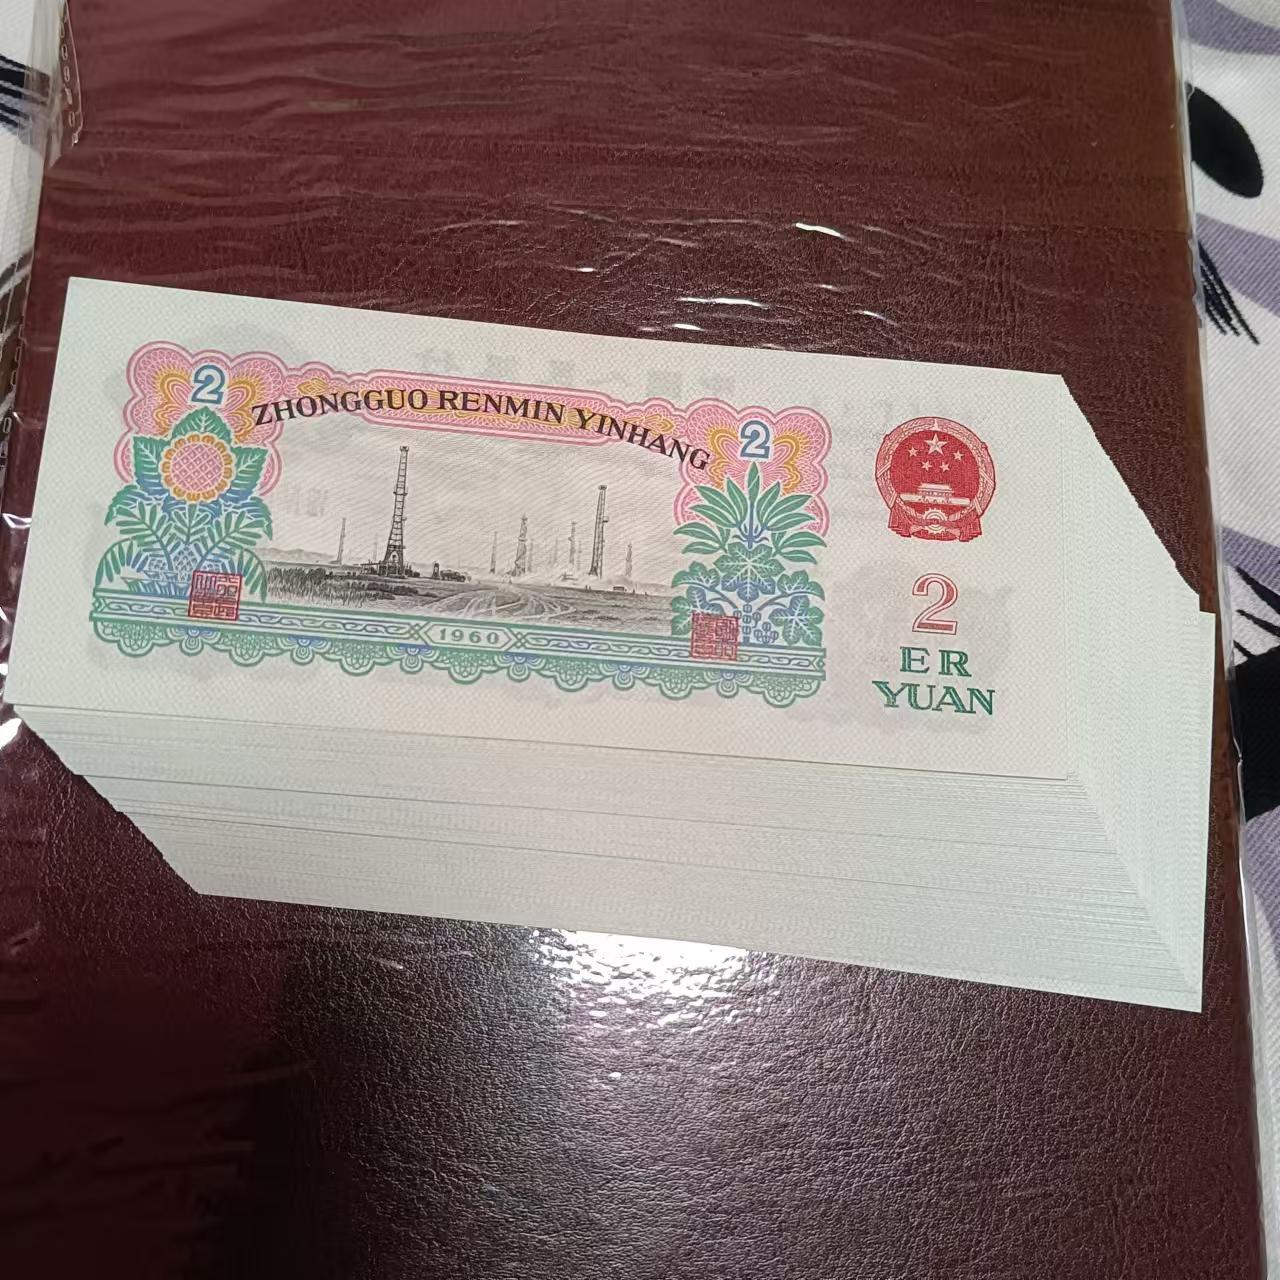 2
ZHONGGUO RENMIN YINHANG
2
1960
2
ER
YUAN